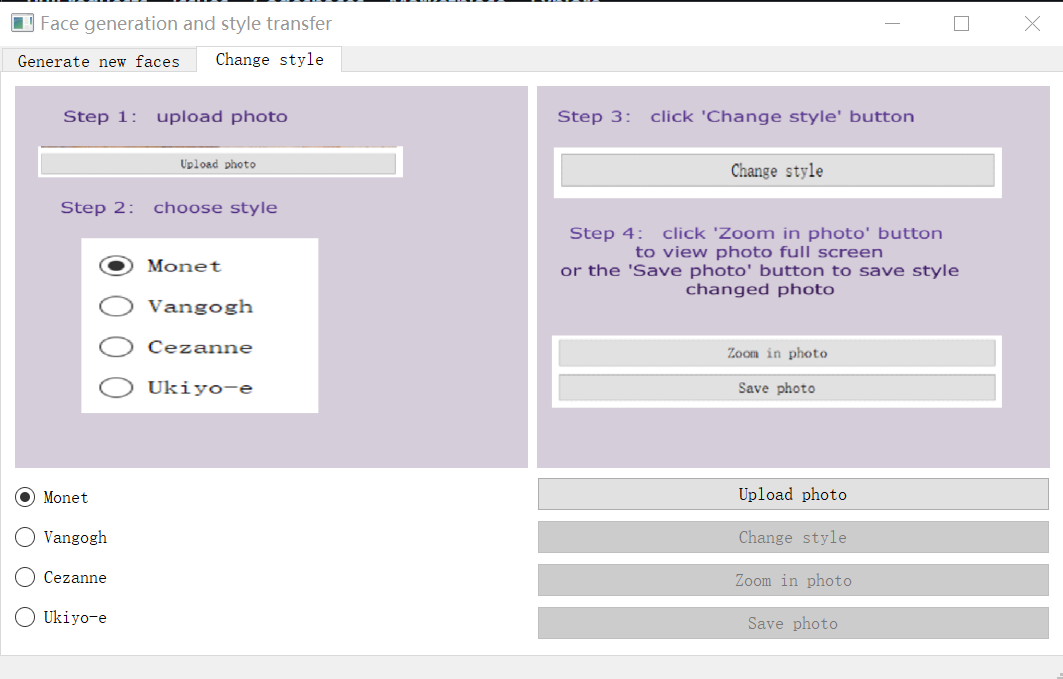 Face generation and style transfer
Generate new faces
Change style
Step 1: upload photo
Upload photo
Step 2: choose style
Monet
Vangogh
Cezanne
Ukiyo-e
Step 3: click 'Change style' button
Change style
Step 4: click 'Zoom in photo' button
to view photo full screen
or the 'Save photo' button to save style
changed photo
Zoom in photo
Save photo
Monet
Vangogh
Cezanne
Ukiyo-e
Upload photo
Change style
Zoom in photo
Save photo